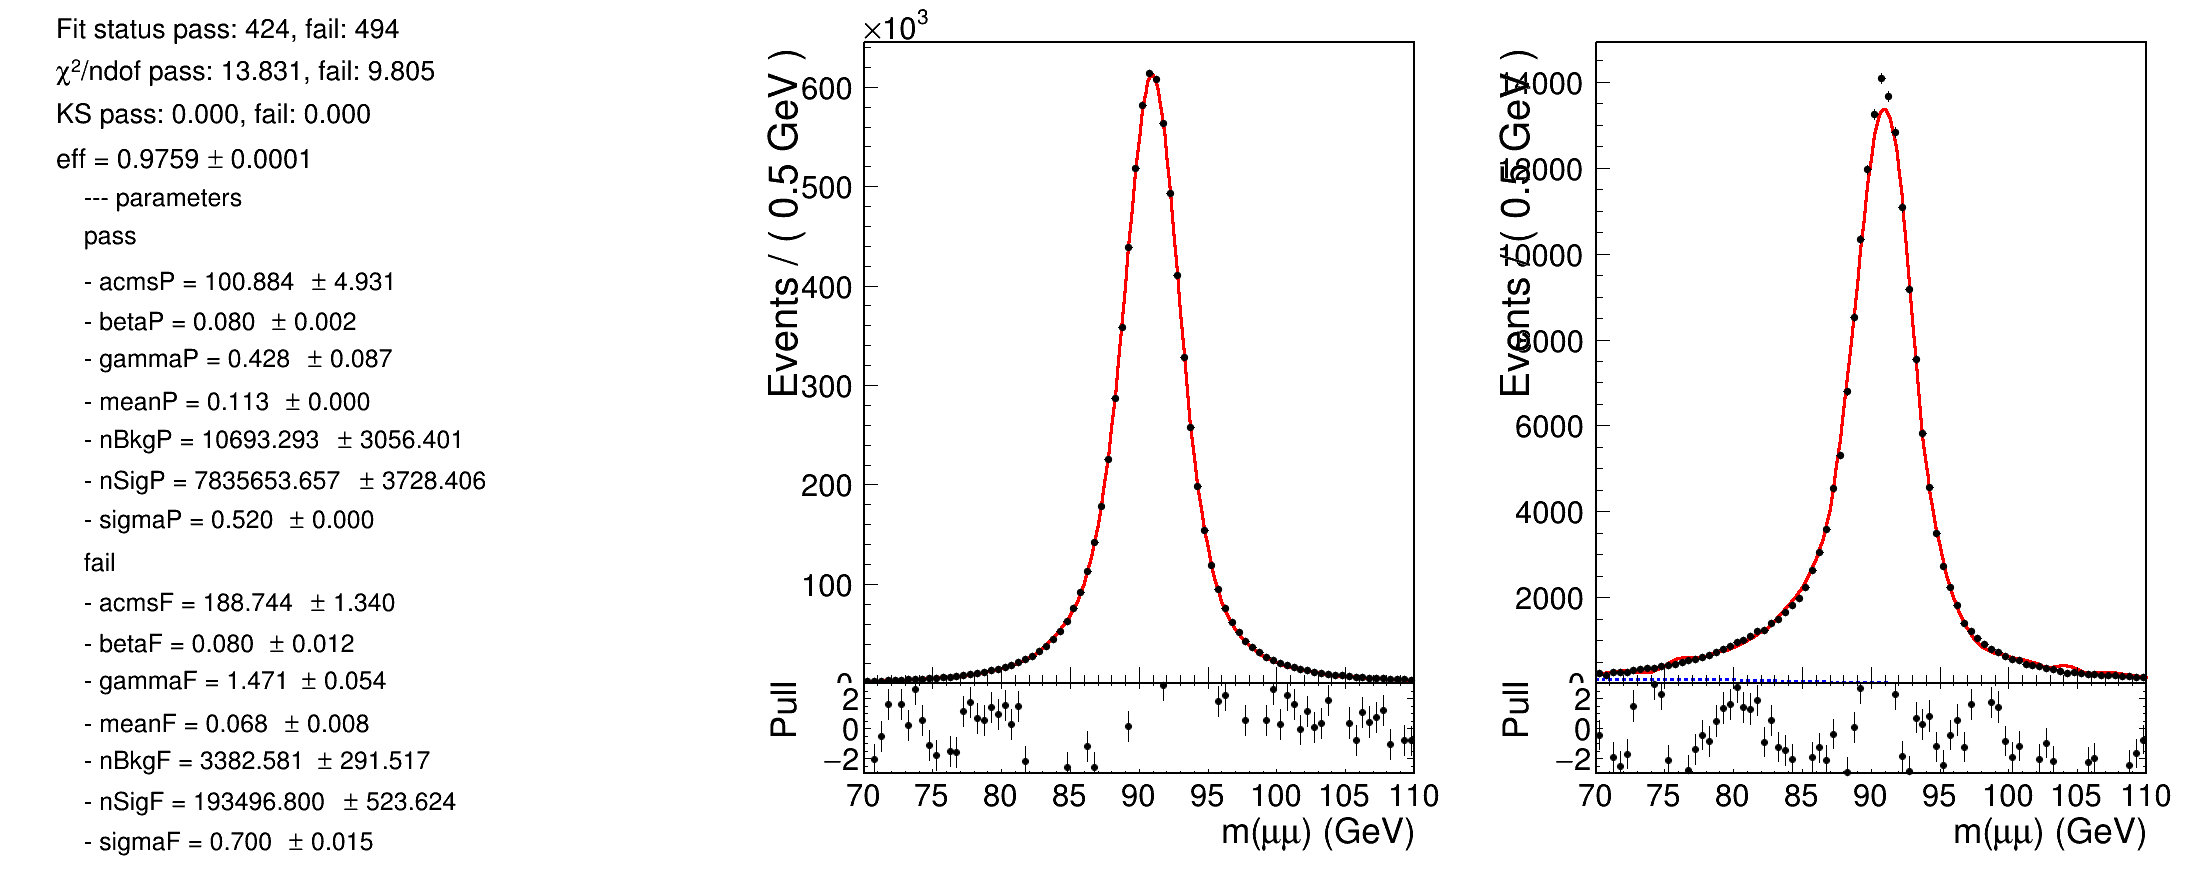 Fit status pass: 424, fail: 494
χ²/ndof pass: 13.831, fail: 9.805
KS pass: 0.000, fail: 0.000
eff = 0.9759 ± 0.0001
--- parameters
pass
- acmsP = 100.884 ± 4.931
- betaP = 0.080 ± 0.002
- gammaP = 0.428 ± 0.087
- meanP = 0.113 ± 0.000
- nBkgP = 10693.293 ± 3056.401
- nSigP = 7835653.657 ± 3728.406
- sigmaP = 0.520 ± 0.000
fail
- acmsF = 188.744 ± 1.340
- betaF = 0.080 ± 0.012
- gammaF = 1.471 ± 0.054
- meanF = 0.068 ± 0.008
- nBkgF = 3382.581 ± 291.517
- nSigF = 193496.800 ± 523.624
- sigmaF = 0.700 ± 0.015
×10³
Events / ( 0.5 GeV )
600
500
400
300
200
100
0
Pull
2
0
−2
70 75 80 85 90 95 100 105 110
m(μμ) (GeV)
Events / ( 0.5 GeV )
14000
12000
10000
8000
6000
4000
2000
0
Pull
2
0
−2
70 75 80 85 90 95 100 105 110
m(μμ) (GeV)